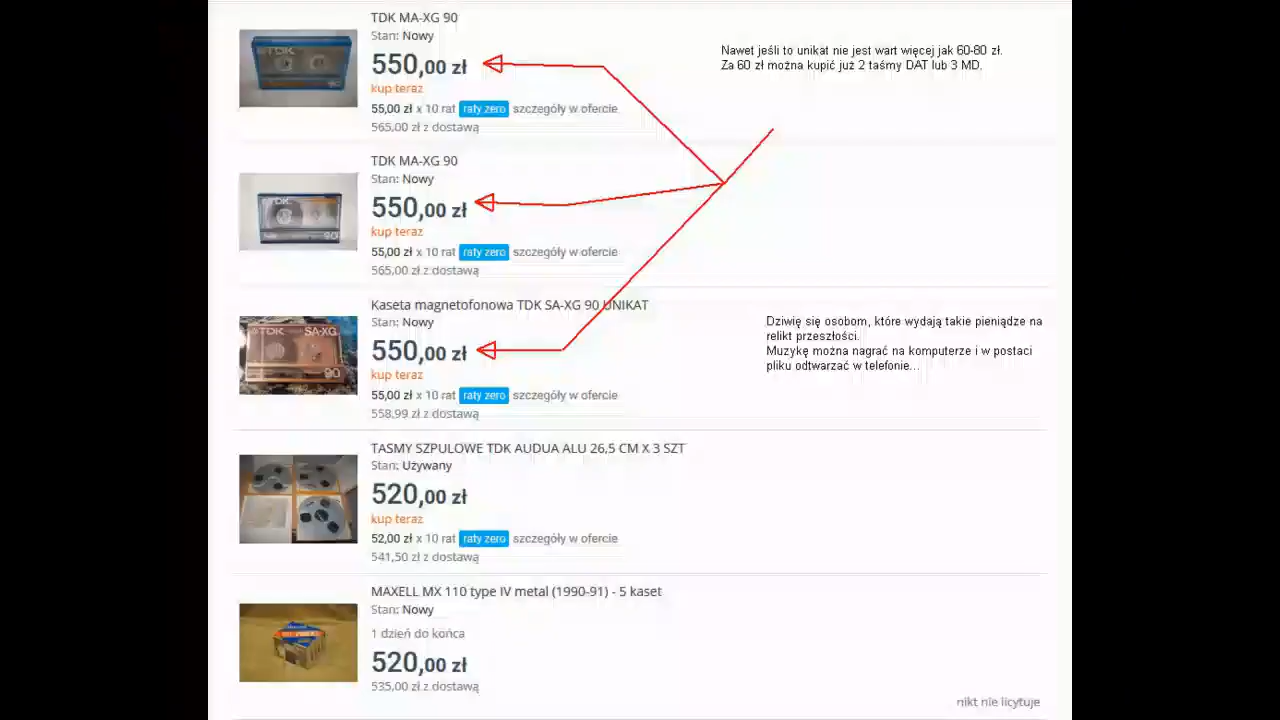 TDK MA-XG 90
Stan: Nowy
550,00 zł
kup teraz
55,00 zł x 10 rat raty zero szczegóły w ofercie
565,00 zł z dostawą
Nawet jeśli to unikat nie jest wart więcej jak 60-80 zł.
Za 60 zł można kupić już 2 taśmy DAT lub 3 MD.
TDK MA-XG 90
Stan: Nowy
550,00 zł
kup teraz
55,00 zł x 10 rat raty zero szczegóły w ofercie
565,00 zł z dostawą
Kaseta magnetofonowa TDK SA-XG 90 UNIKAT
Stan: Nowy
550,00 zł
kup teraz
55,00 zł x 10 rat raty zero szczegóły w ofercie
558,99 zł z dostawą
TDK SA-XG
90
Dziwię się osobom, które wydają takie pieniądze na
relikt przeszłości.
Muzykę można nagrać na komputerze i w postaci
pliku odtwarzać w telefonie...
TASMY SZPULOWE TDK AUDUA ALU 26,5 CM X 3 SZT
Stan: Używany
520,00 zł
kup teraz
52,00 zł x 10 rat raty zero szczegóły w ofercie
541,50 zł z dostawą
MAXELL MX 110 type IV metal (1990-91) - 5 kaset
Stan: Nowy
1 dzień do końca
520,00 zł
535,00 zł z dostawą
nikt nie licytuje